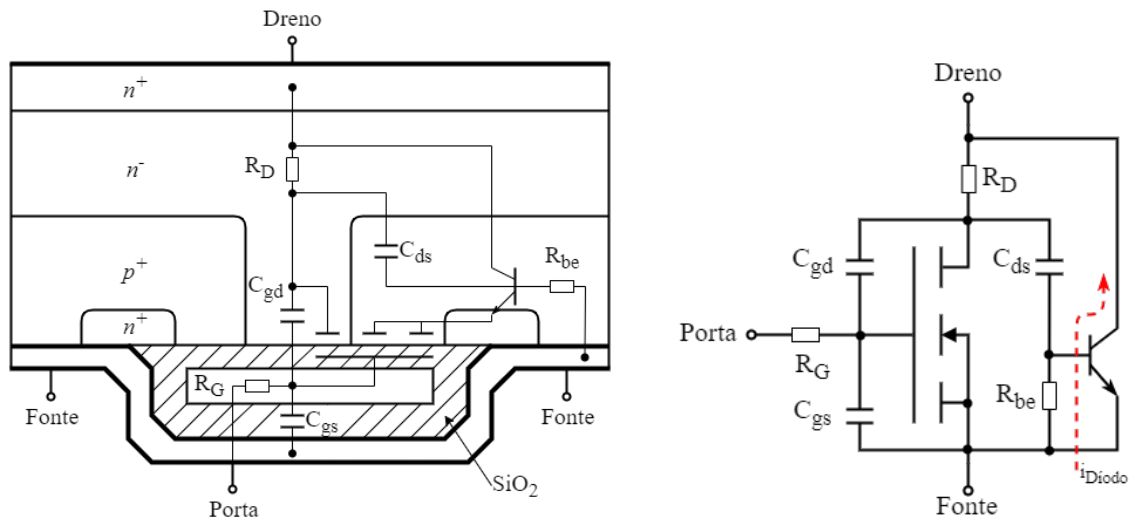 Dreno
n+
n-
RD
Cds
Rbe
p+
Cgd
n+
RG
Cgs
Fonte
Fonte
SiO2
Porta
Dreno
RD
Cgd
Cds
Porta
RG
Cgs
Rbe
iDíodo
Fonte